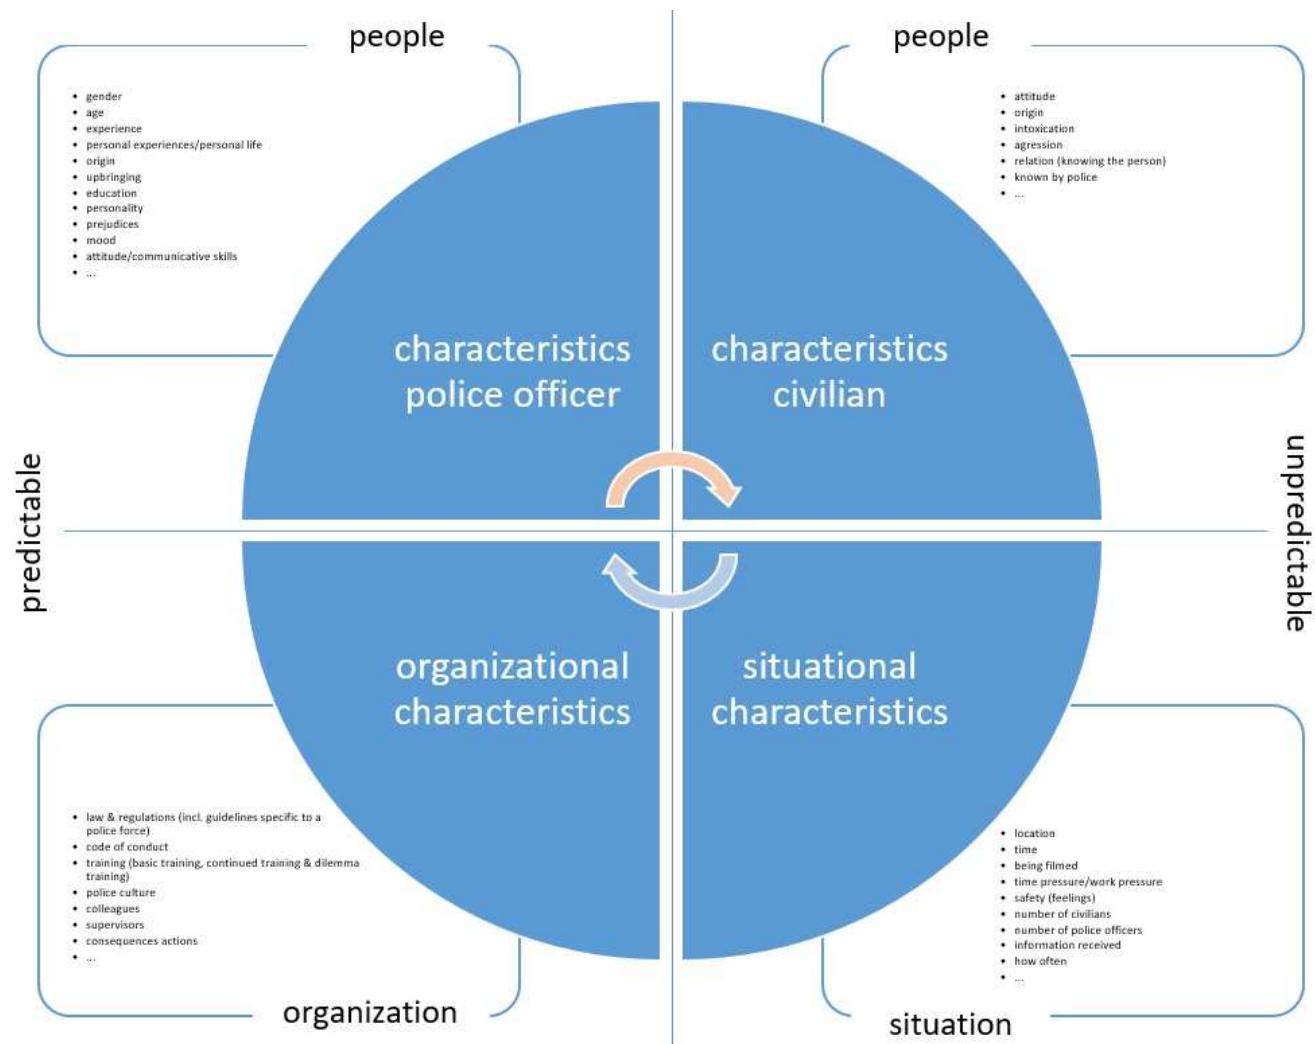 people
• gender
• age
• experience
• personal experiences/personal life
• origin
• upbringing
• education
• personality
• prejudices
• mood
• attitude/communicative skills
• ...
people
• attitude
• origin
• intoxication
• agression
• relation (knowing the person)
• known by police
• ...
characteristics
police officer
characteristics
civilian
predictable
unpredictable
organizational
characteristics
situational
characteristics
• law & regulations (incl. guidelines specific to a
police force)
• code of conduct
• training (basic training, continued training & dilemma
training)
• police culture
• colleagues
• supervisors
• consequences actions
• ...
organization
• location
• time
• being filmed
• time pressure/work pressure
• safety (feelings)
• number of civilians
• number of police officers
• information received
• how often
• ...
situation